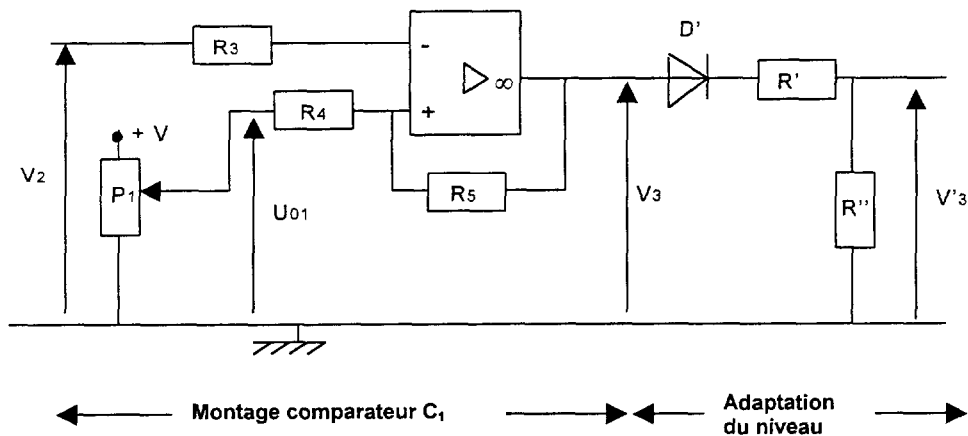 D'
R3
-
∞
R'
R4
+
+ V
V2
P1
R5
V3
R''
V'3
U01
Montage comparateur C1
Adaptation
du niveau